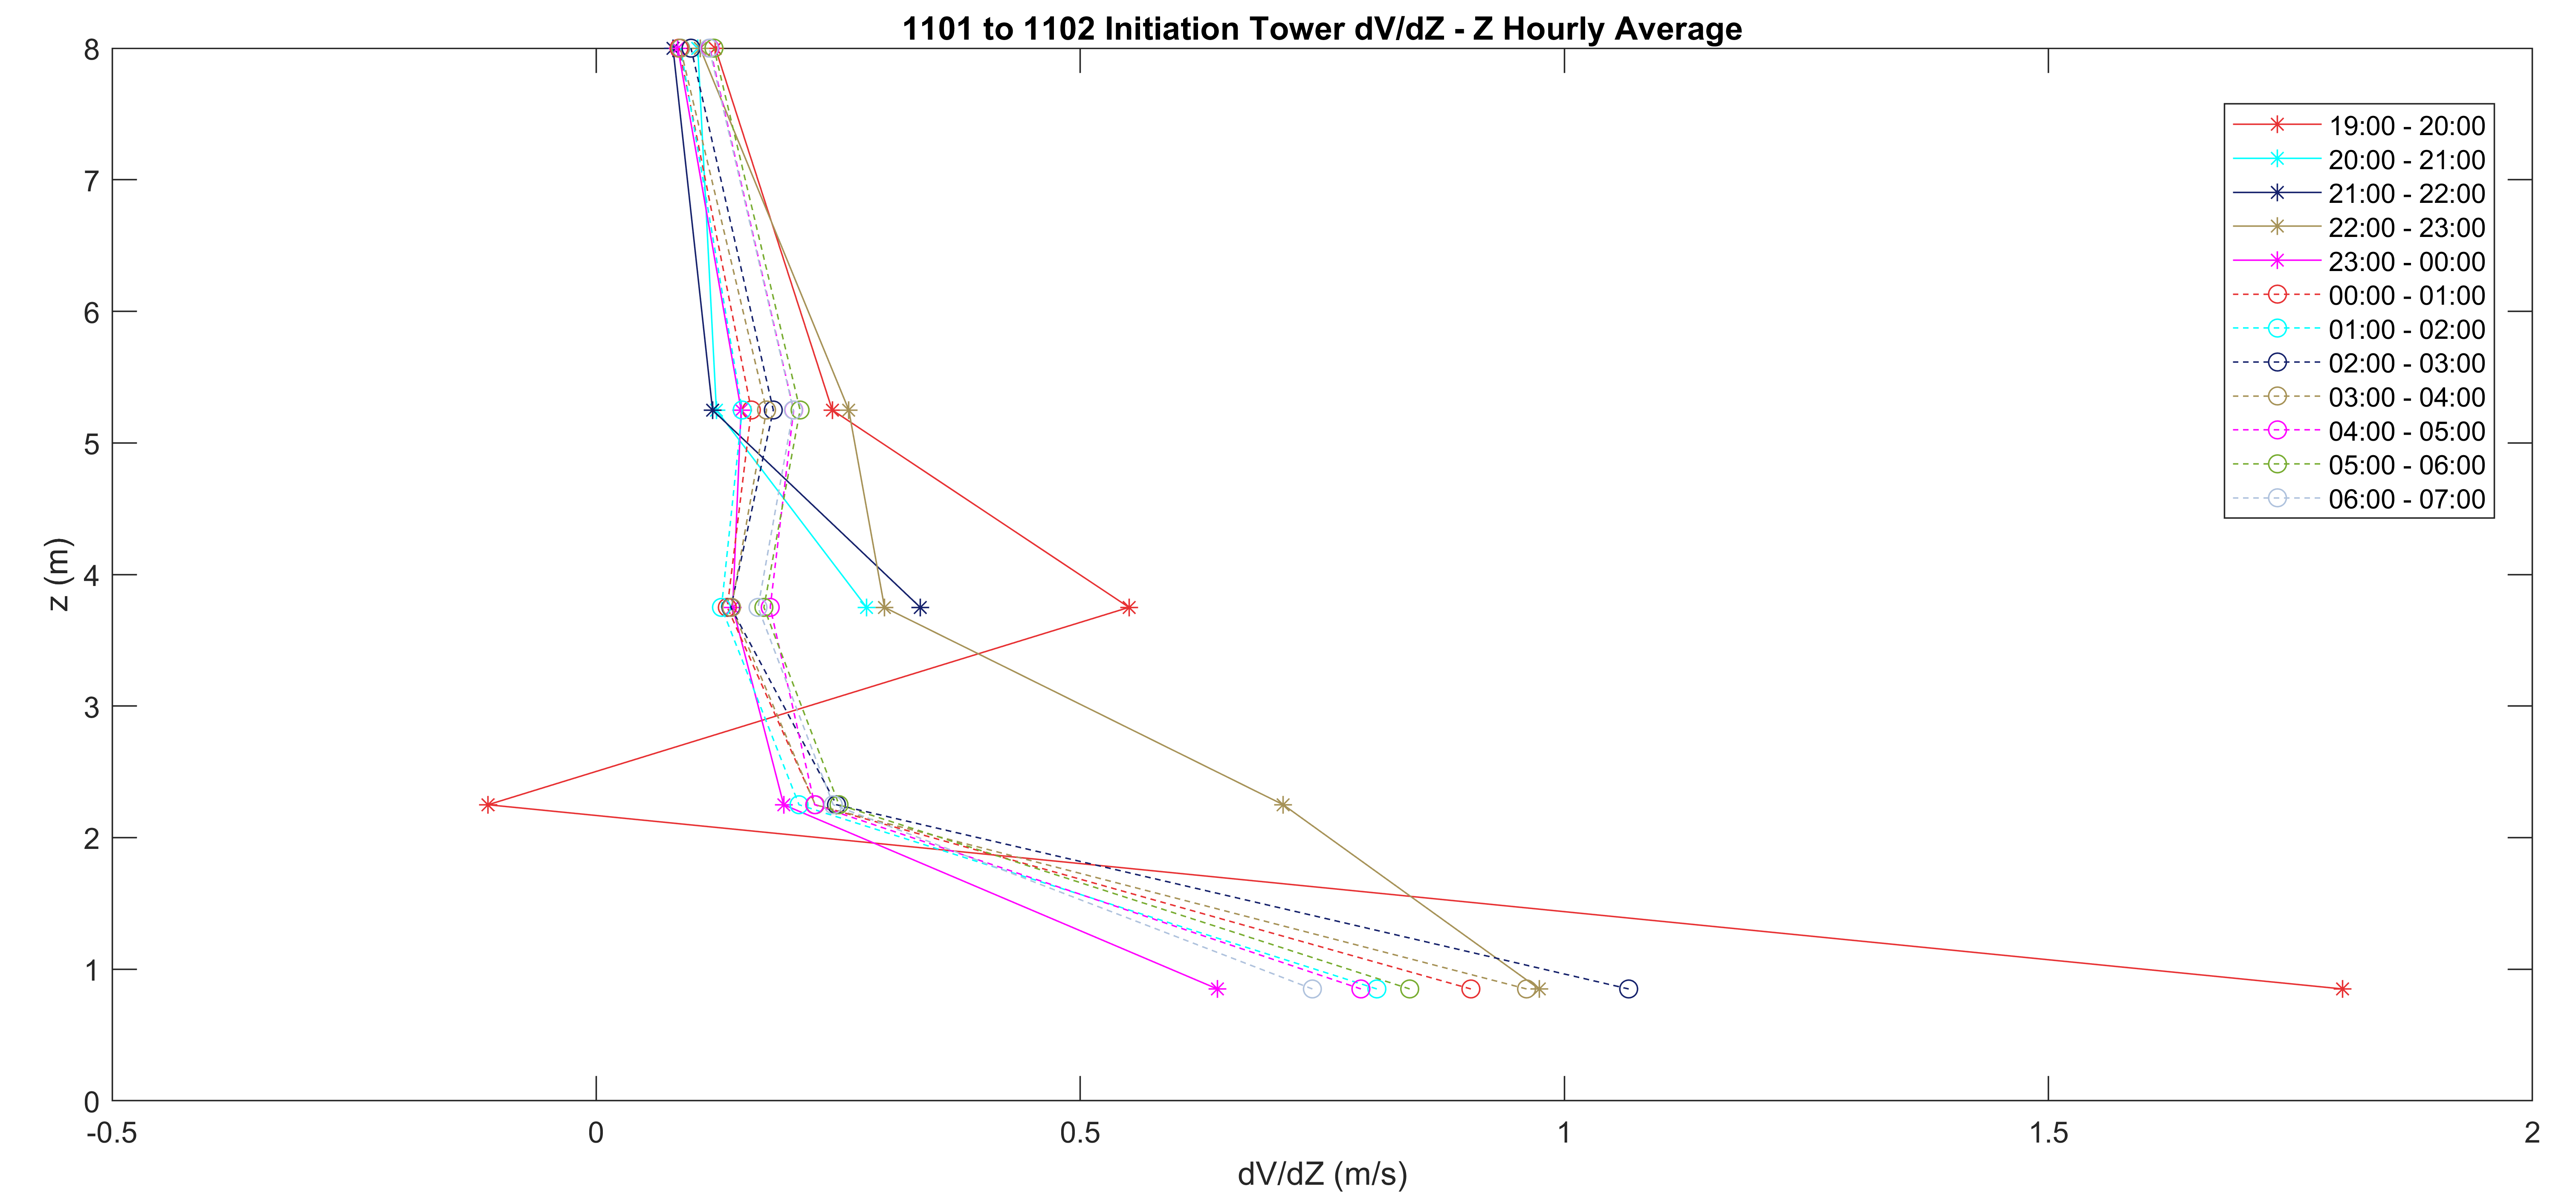 1101 to 1102 Initiation Tower dV/dZ - Z Hourly Average
8
7
6
5
4
3
2
1
0
z (m)
19:00 - 20:00
20:00 - 21:00
21:00 - 22:00
22:00 - 23:00
23:00 - 00:00
00:00 - 01:00
01:00 - 02:00
02:00 - 03:00
03:00 - 04:00
04:00 - 05:00
05:00 - 06:00
06:00 - 07:00
-0.5 0 0.5 1 1.5 2
dV/dZ (m/s)